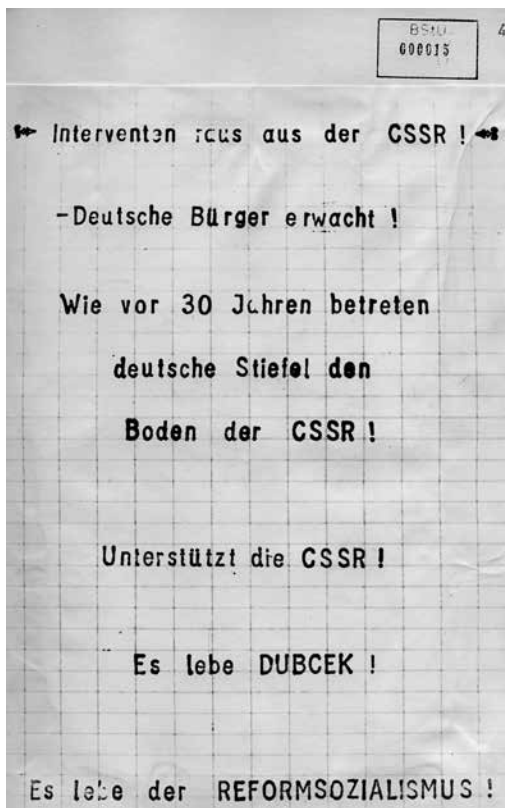 BStU
000015
4
Interventen raus aus der CSSR !
-Deutsche Bürger erwacht !
Wie vor 30 Jahren betreten
deutsche Stiefel den
Boden der CSSR !
Unterstützt die CSSR !
Es lebe DUBCEK !
Es lebe der REFORMSOZIALISMUS !